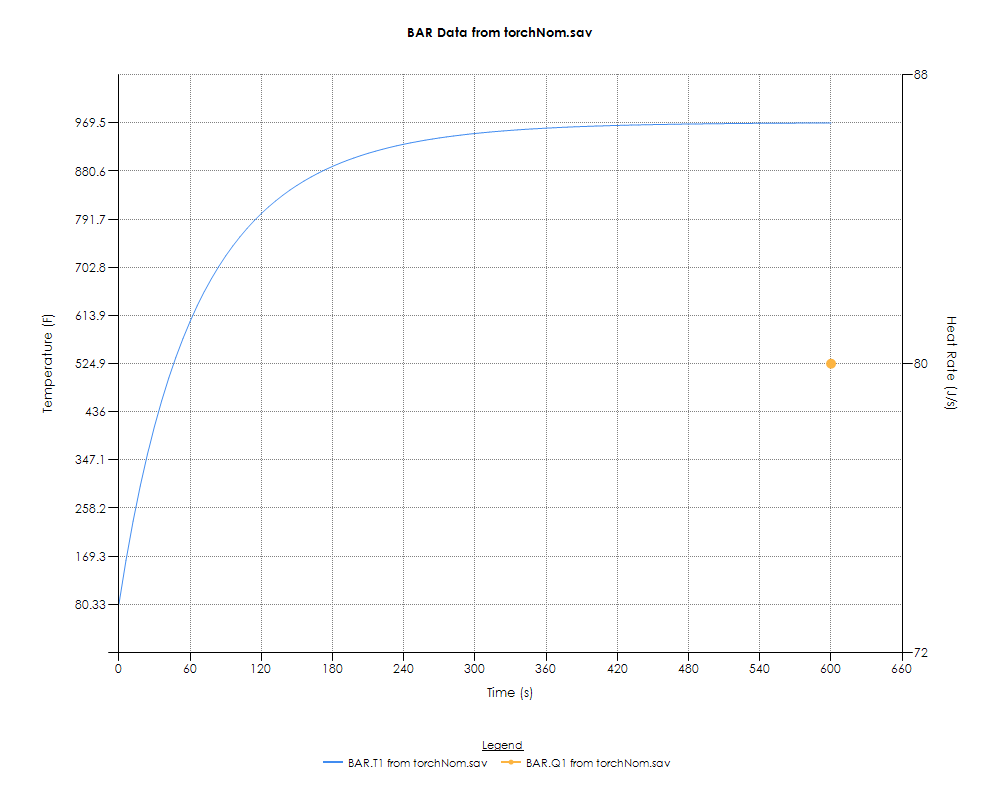 BAR Data from torchNom.sav
88
969.5
880.6
791.7
702.8
613.9
524.9
436
347.1
258.2
169.3
80.33
Temperature (F)
80
Heat Rate (J/s)
72
0 60 120 180 240 300 360 420 480 540 600 660
Time (s)
Legend
BAR.T1 from torchNom.sav BAR.Q1 from torchNom.sav